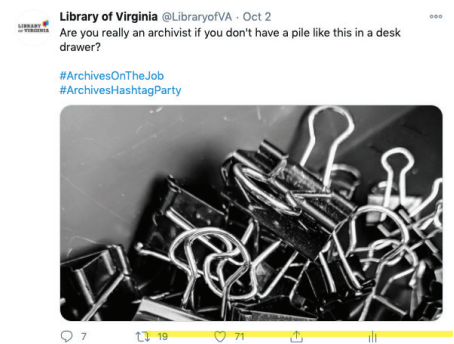 LIBRARY
OF VIRGINIA
Library of Virginia @LibraryofVA · Oct 2
Are you really an archivist if you don't have a pile like this in a desk
drawer?
#ArchivesOnTheJob
#ArchivesHashtagParty
7 19 71